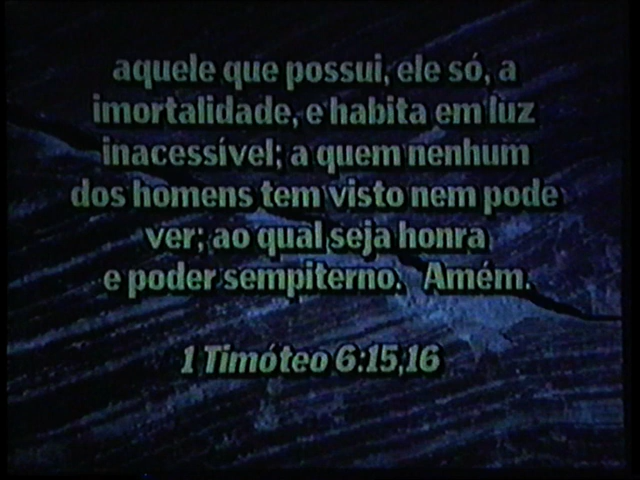 aquele que possui, ele só, a
imortalidade, e habita em luz
inacessível; a quem nenhum
dos homens tem visto nem pode
ver; ao qual seja honra
e poder sempiterno. Amém.
1 Timóteo 6:15,16